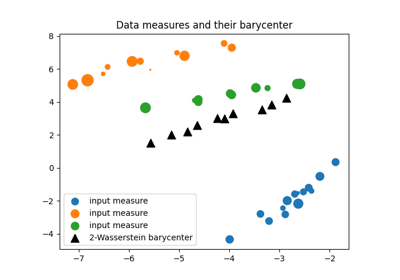 Data measures and their barycenter
8
6
4
2
0
−2
−4
input measure
input measure
input measure
2-Wasserstein barycenter
−7
−6
−5
−4
−3
−2